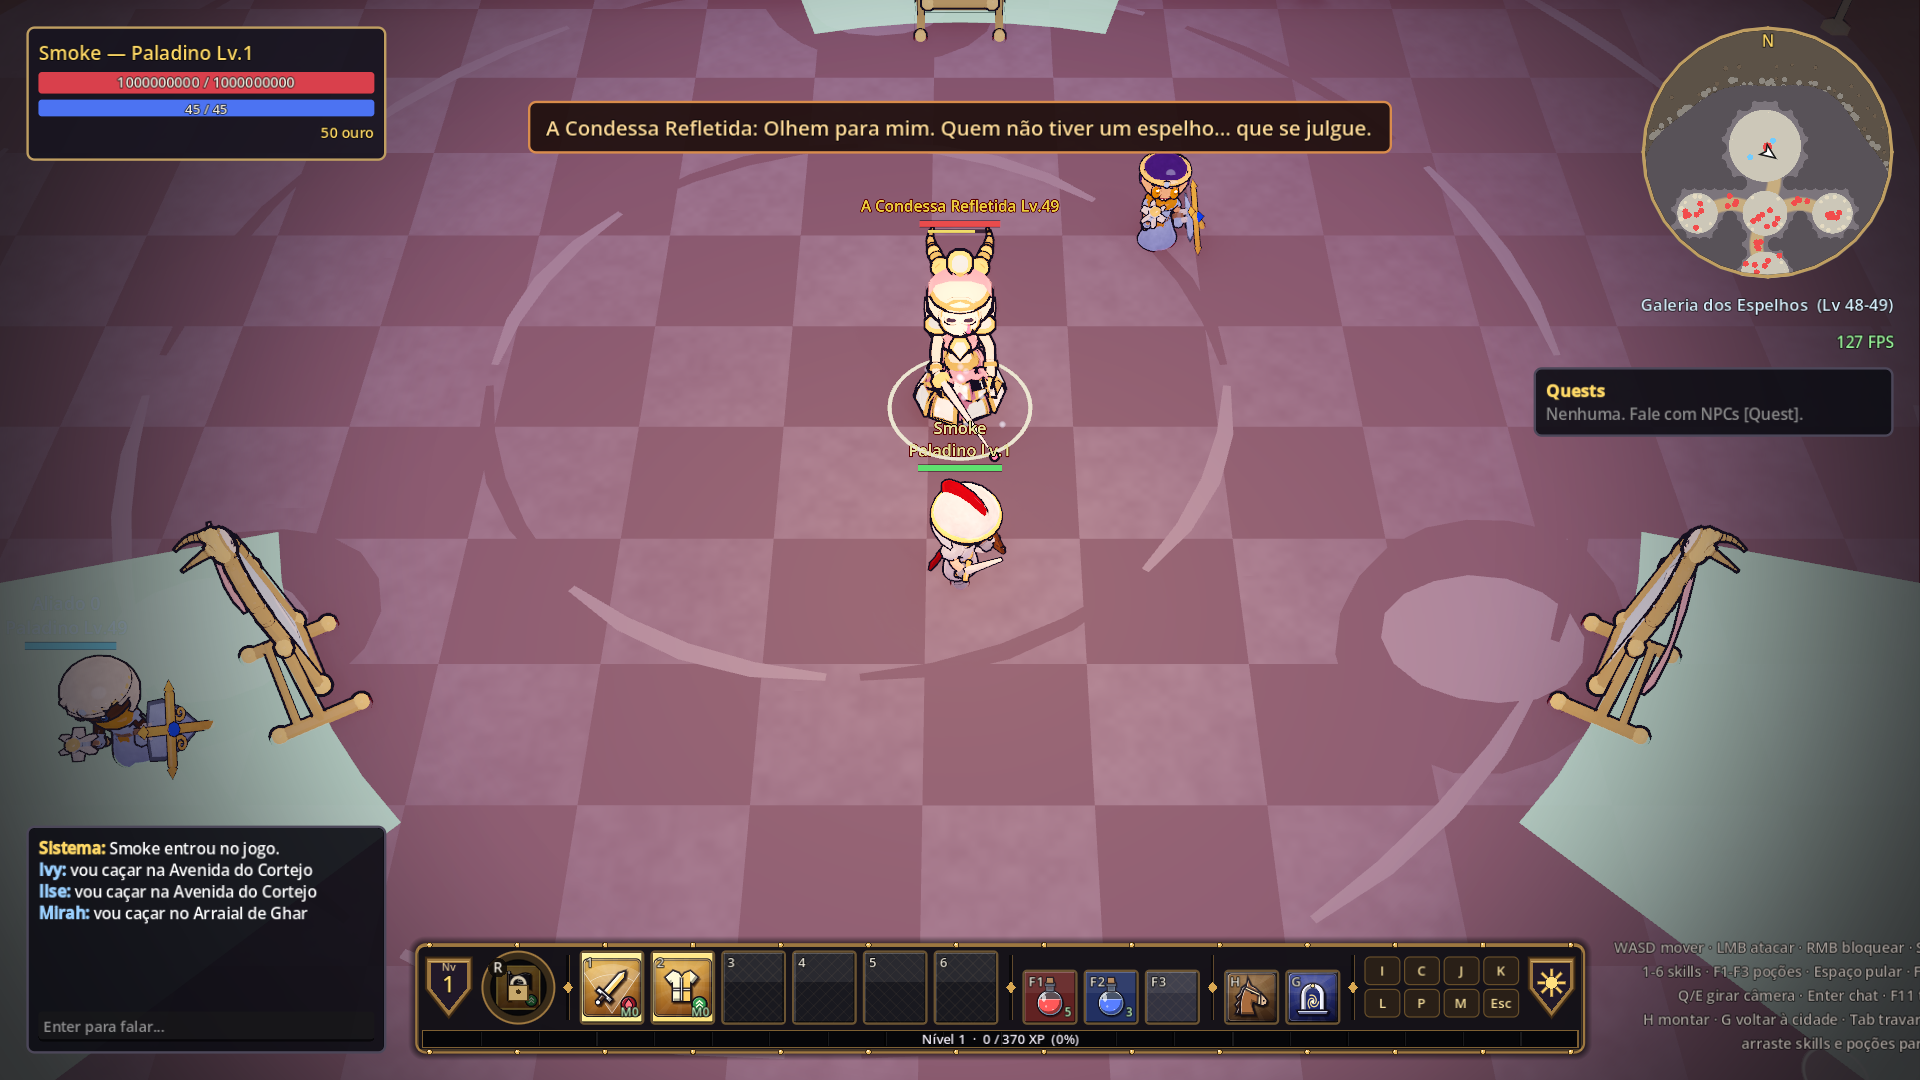 Smoke — Paladino Lv.1
1000000000 / 1000000000
45 / 45
50 ouro
A Condessa Refletida: Olhem para mim. Quem não tiver um espelho... que se julgue.
N
A Condessa Refletida Lv.49
Galeria dos Espelhos (Lv 48-49)
127 FPS
Quests
Nenhuma. Fale com NPCs [Quest].
Smoke
Paladino Lv.1
Sistema: Smoke entrou no jogo.
Ivy: vou caçar na Avenida do Cortejo
Ilse: vou caçar na Avenida do Cortejo
Mirah: vou caçar no Arraial de Ghar
Enter para falar...
Nv
1
R
1
M0
2
M0
3
4
5
6
F1
5
F2
3
F3
H
G
I
C
J
K
L
P
M
Esc
Nível 1 · 0 / 370 XP (0%)
WASD mover · LMB atacar · RMB bloquear · S
1-6 skills · F1-F3 poções · Espaço pular · F
Q/E girar câmera · Enter chat · F11
H montar · G voltar à cidade · Tab travar
arraste skills e poções par